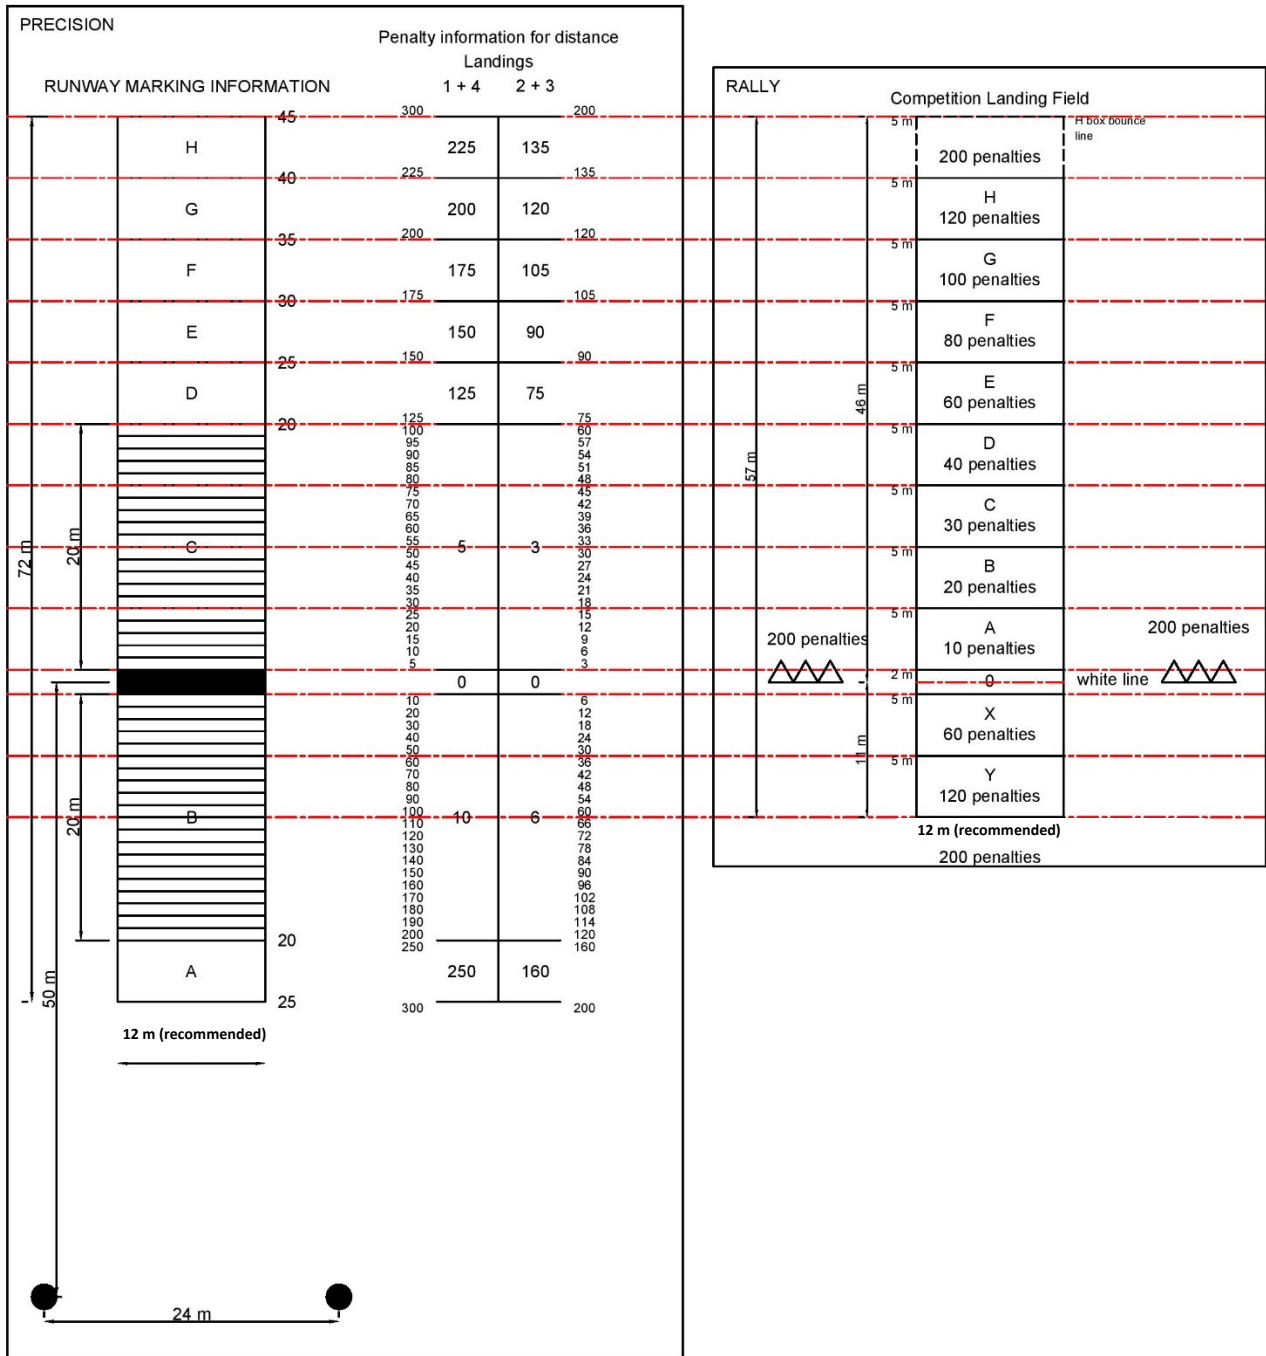 PRECISION
Penalty information for distance
Landings
RUNWAY MARKING INFORMATION
1 + 4 2 + 3
45 300 200
H 225 135
40 225 135
G 200 120
35 200 120
F 175 105
30 175 105
E 150 90
25 150 90
D 125 75
20 125 75
100 60
95 57
90 54
85 51
80 48
75 45
70 42
65 39
60 36
55 33
C 5 3
50 30
45 27
40 24
35 21
30 18
25 15
20 12
15 9
10 6
5 3
0 0
10 6
20 12
30 18
40 24
50 30
60 36
70 42
80 48
90 54
100 60
B 10 6
110 66
120 72
130 78
140 84
150 90
160 96
170 102
180 108
190 114
200 120
20
250 160
A 250 160
25
300 200
72 m
20 m
20 m
50 m
12 m (recommended)
24 m
RALLY
Competition Landing Field
5 m
H box bounce
line
200 penalties
5 m
H
120 penalties
5 m
G
100 penalties
5 m
F
80 penalties
5 m
E
60 penalties
5 m
D
40 penalties
5 m
C
30 penalties
5 m
B
20 penalties
5 m
A
10 penalties
200 penalties
200 penalties
2 m
0
white line
5 m
X
60 penalties
5 m
Y
120 penalties
57 m
46 m
11 m
12 m (recommended)
200 penalties